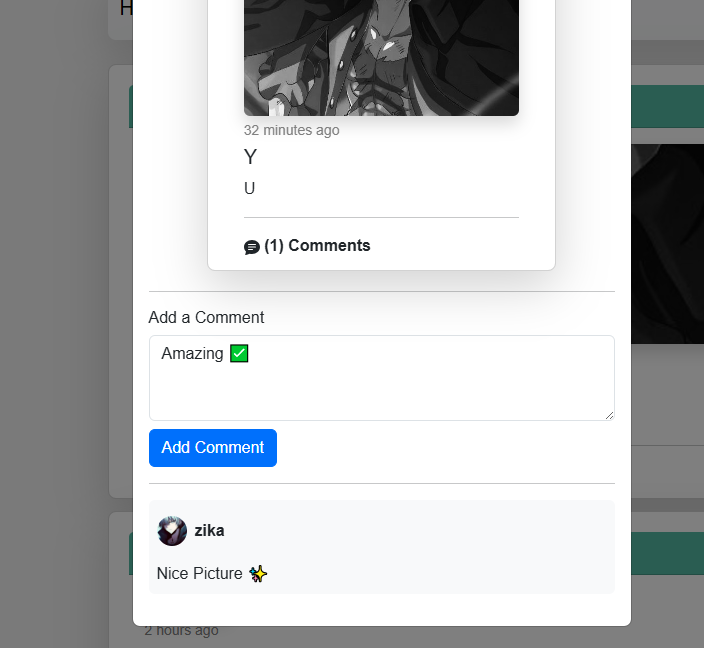 H
32 minutes ago
Y
U
(1) Comments
Add a Comment
Amazing ✅
Add Comment
zika
Nice Picture ✨
2 hours ago